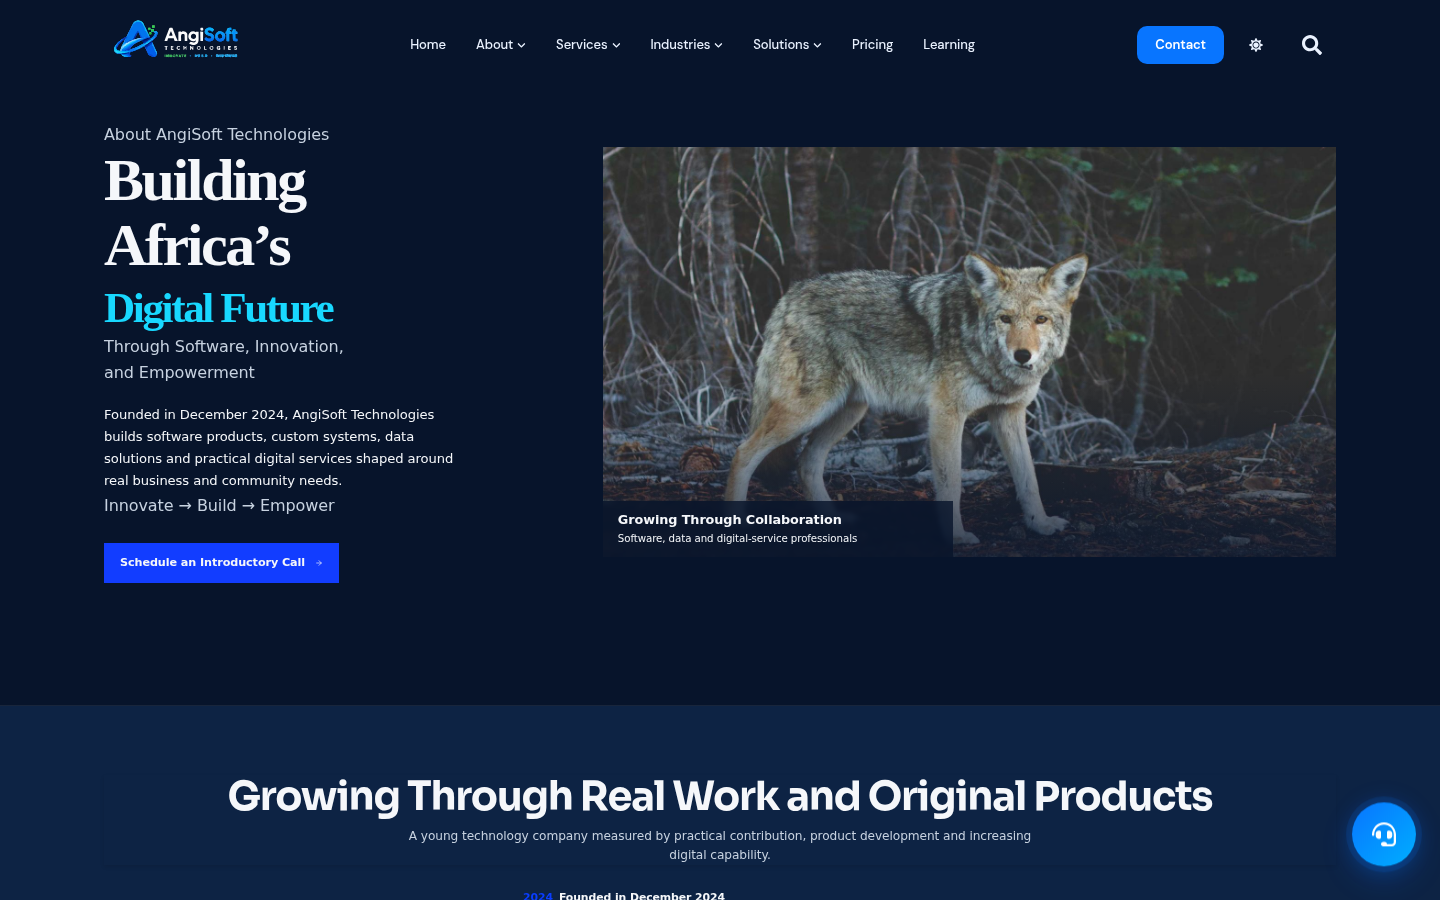 AngiSoft
TECHNOLOGIES
Home
About
Services
Industries
Solutions
Pricing
Learning
Contact
About AngiSoft Technologies
Building
Africa’s
Digital Future
Through Software, Innovation,
and Empowerment
Founded in December 2024, AngiSoft Technologies
builds software products, custom systems, data
solutions and practical digital services shaped around
real business and community needs.
Innovate → Build → Empower
Schedule an Introductory Call →
Growing Through Collaboration
Software, data and digital-service professionals
Growing Through Real Work and Original Products
A young technology company measured by practical contribution, product development and increasing
digital capability.
2024 Founded in December 2024